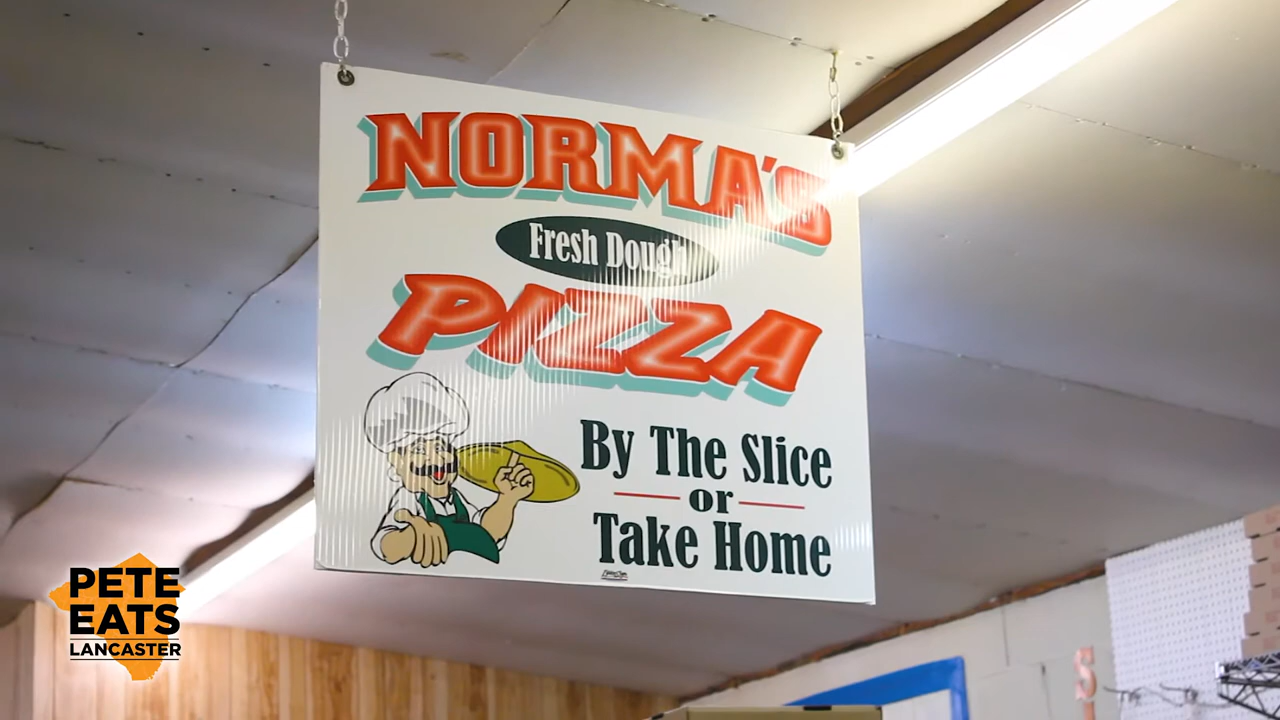 NORMA'S
Fresh Dough
PIZZA
By The Slice
or
Take Home
PETE
EATS
LANCASTER
S